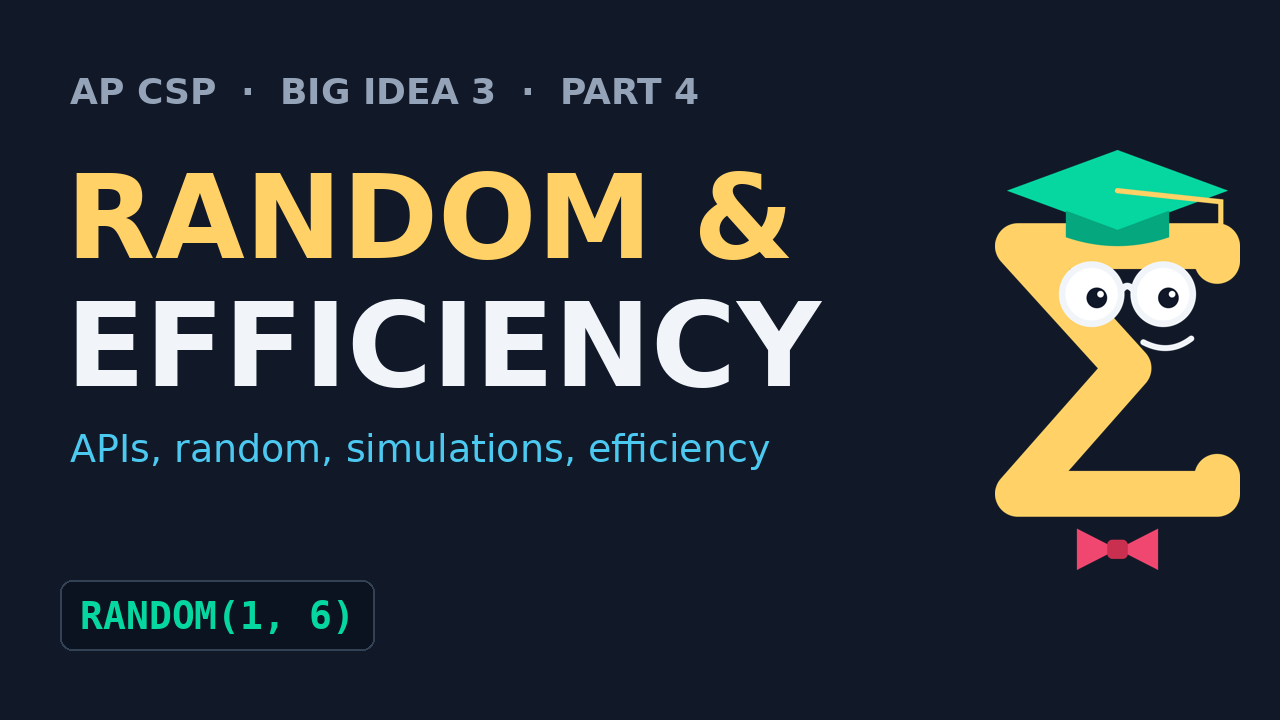 AP CSP · BIG IDEA 3 · PART 4
RANDOM &
EFFICIENCY
APIs, random, simulations, efficiency
RANDOM(1, 6)